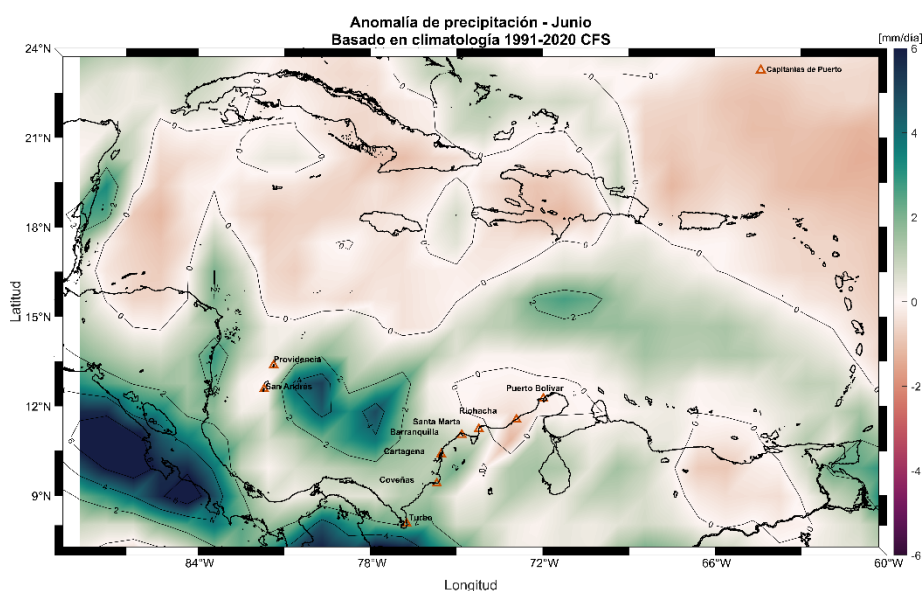 Anomalía de precipitación - Junio
Basado en climatología 1991-2020 CFS
[mm/dia]
24°N
21°N
18°N
15°N
12°N
9°N
Latitud
Capitanias de Puerto
Providencia
San Andrés
Puerto Bolívar
Riohacha
Santa Marta
Barranquilla
Cartagena
Coveñas
Turbo
84°W
78°W
72°W
66°W
60°W
Longitud
6
4
2
0
-2
-4
-6